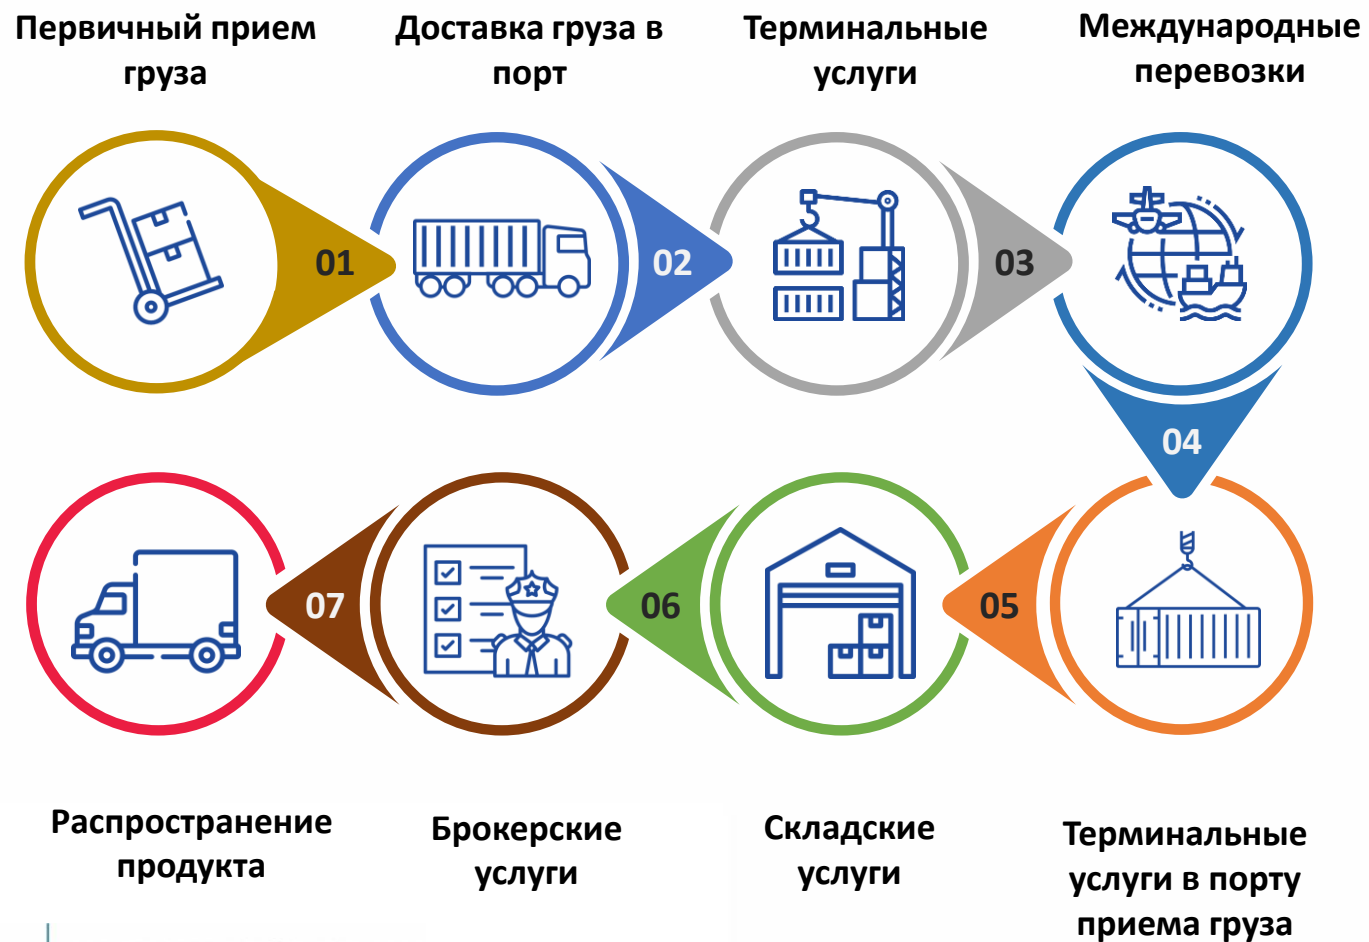 Первичный прием
груза
Доставка груза в
порт
Терминальные
услуги
Международные
перевозки
01
02
03
04
07
06
05
Распространение
продукта
Брокерские
услуги
Складские
услуги
Терминальные
услуги в порту
приема груза